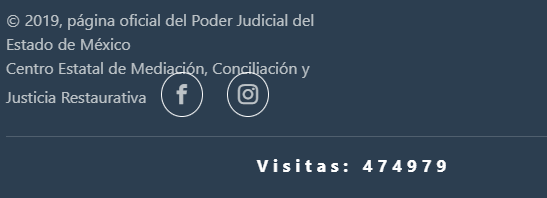 © 2019, página oficial del Poder Judicial del
Estado de México
Centro Estatal de Mediación, Conciliación y
Justicia Restaurativa
Visitas: 474979